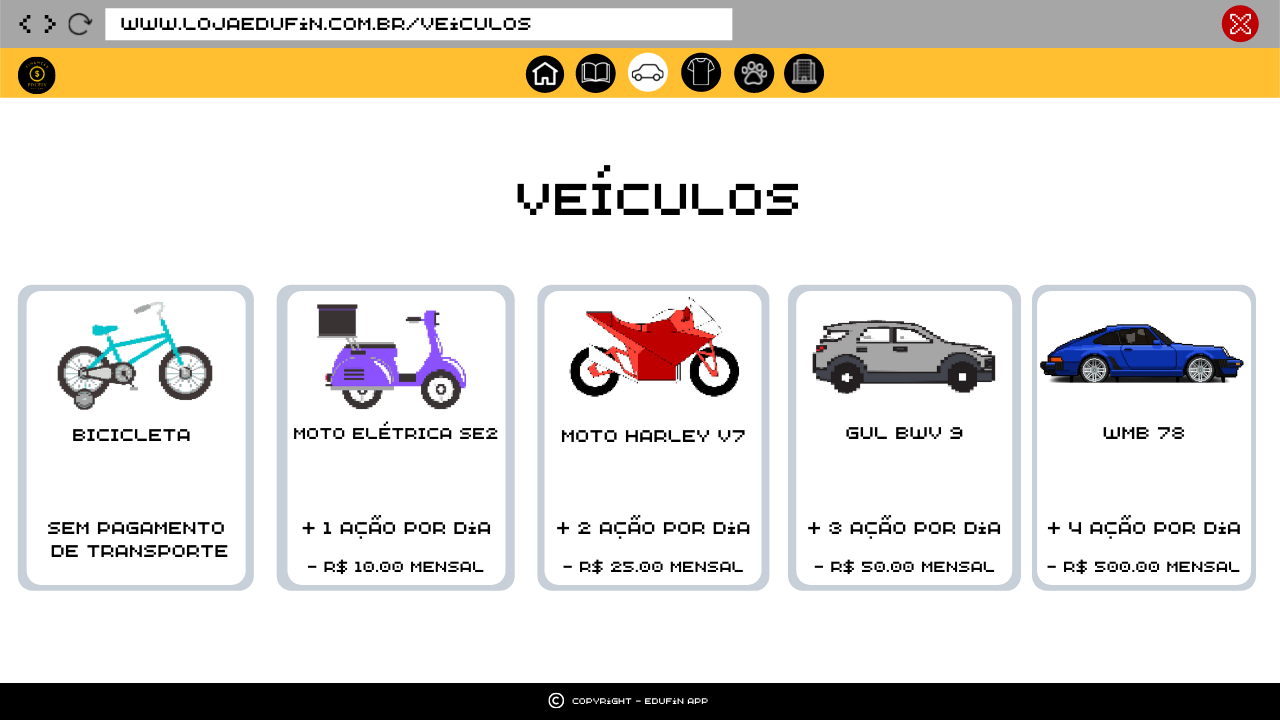 WWW.LOJAEDUFiN.COM.BR/VEiCULOS
VEÍCULOS
BICICLETA
SEM PAGAMENTO
DE TRANSPORTE
MOTO ELÉTRICA SE2
+ 1 AÇÃO POR DiA
- R$ 10.00 MENSAL
MOTO HARLEY V7
+ 2 AÇÃO POR DiA
- R$ 25.00 MENSAL
GUL BWV 9
+ 3 AÇÃO POR DiA
- R$ 50.00 MENSAL
WMB 78
+ 4 AÇÃO POR DiA
- R$ 500.00 MENSAL
© COPYRiGHT - EDUFiN APP